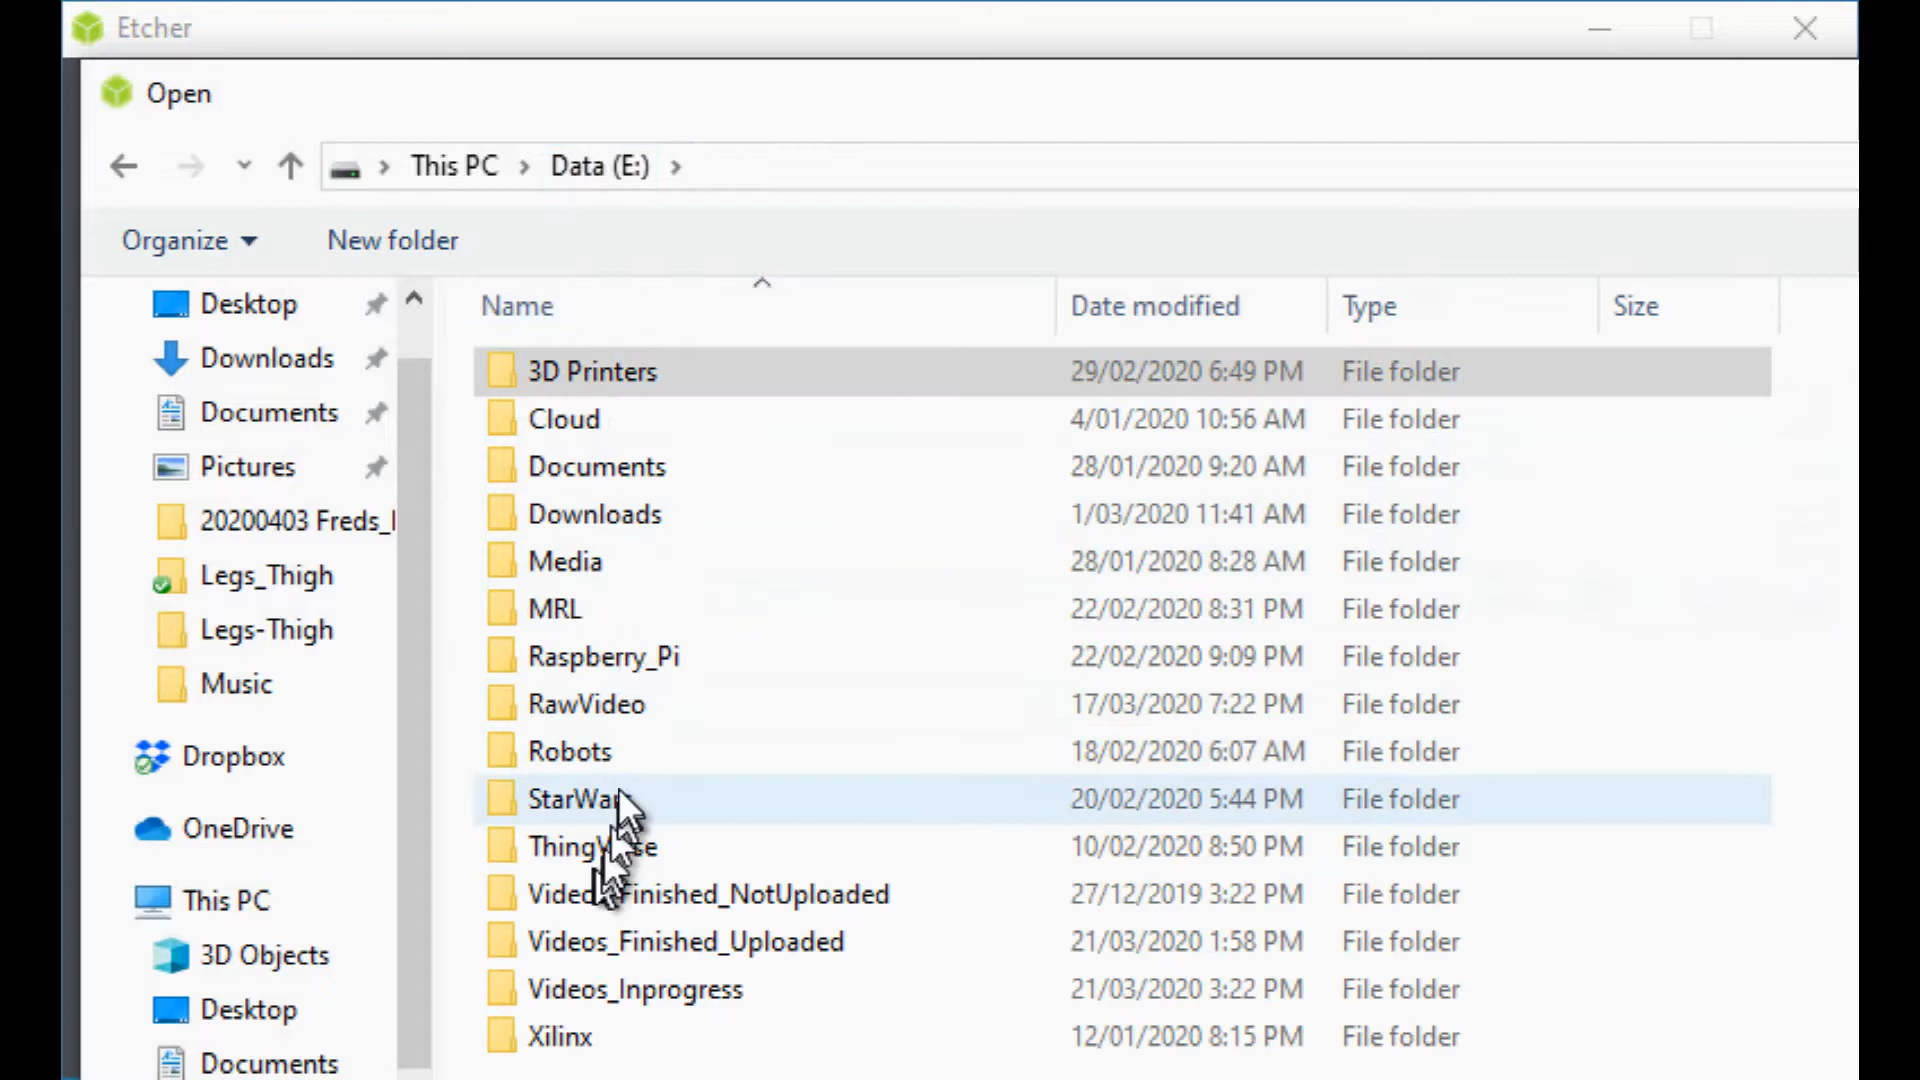 Etcher
Open
This PC > Data (E:) >
Organize
New folder
Name Date modified Type Size
Desktop
Downloads
Documents
Pictures
20200403 Freds_
Legs_Thigh
Legs-Thigh
Music
Dropbox
OneDrive
This PC
3D Objects
Desktop
Documents
3D Printers 29/02/2020 6:49 PM File folder
Cloud 4/01/2020 10:56 AM File folder
Documents 28/01/2020 9:20 AM File folder
Downloads 1/03/2020 11:41 AM File folder
Media 28/01/2020 8:28 AM File folder
MRL 22/02/2020 8:31 PM File folder
Raspberry_Pi 22/02/2020 9:09 PM File folder
RawVideo 17/03/2020 7:22 PM File folder
Robots 18/02/2020 6:07 AM File folder
StarWars 20/02/2020 5:44 PM File folder
10/02/2020 8:50 PM File folder
Videos_Finished_NotUploaded 27/12/2019 3:22 PM File folder
Videos_Finished_Uploaded 21/03/2020 1:58 PM File folder
Videos_Inprogress 21/03/2020 3:22 PM File folder
Xilinx 12/01/2020 8:15 PM File folder